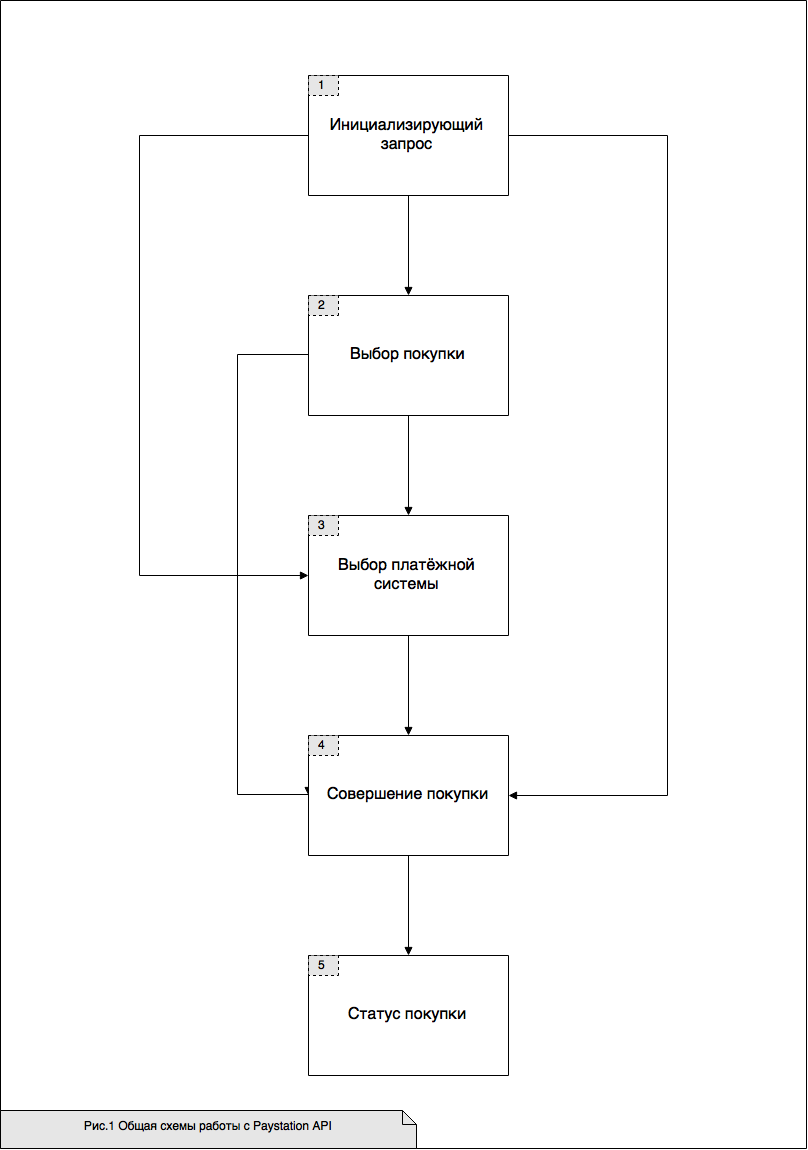 1
Инициализирующий
запрос
2
Выбор покупки
3
Выбор платёжной
системы
4
Совершение покупки
5
Статус покупки
Рис.1 Общая схемы работы с Paystation API